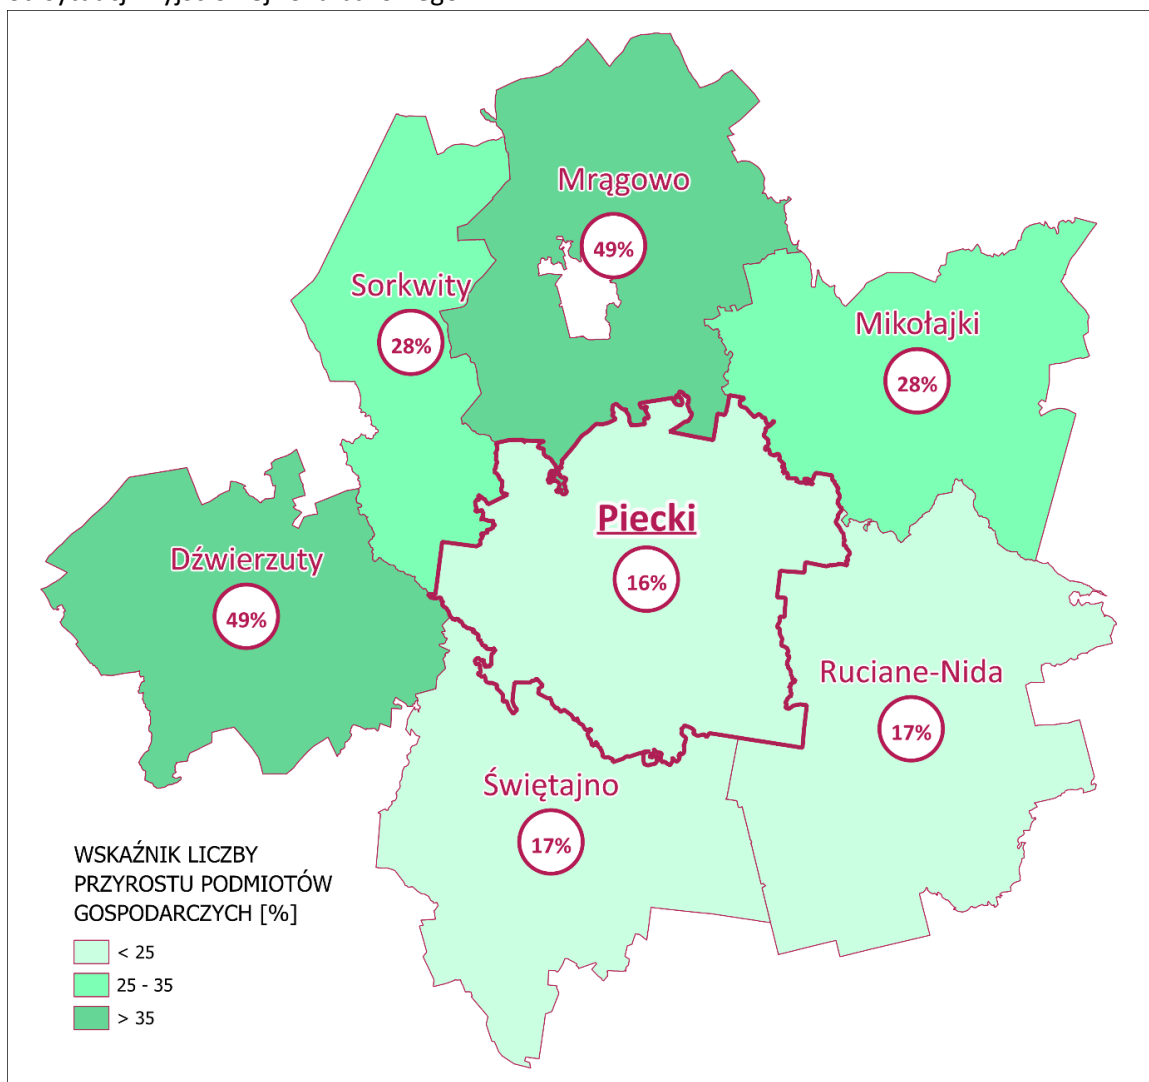 Mrągowo
49%
Sorkwity
28%
Mikołajki
28%
Piecki
16%
Dźwierzuty
49%
Ruciane-Nida
17%
Świętajno
17%
WSKAŹNIK LICZBY
PRZYROSTU PODMIOTÓW
GOSPODARCZYCH [%]
< 25
25 - 35
> 35